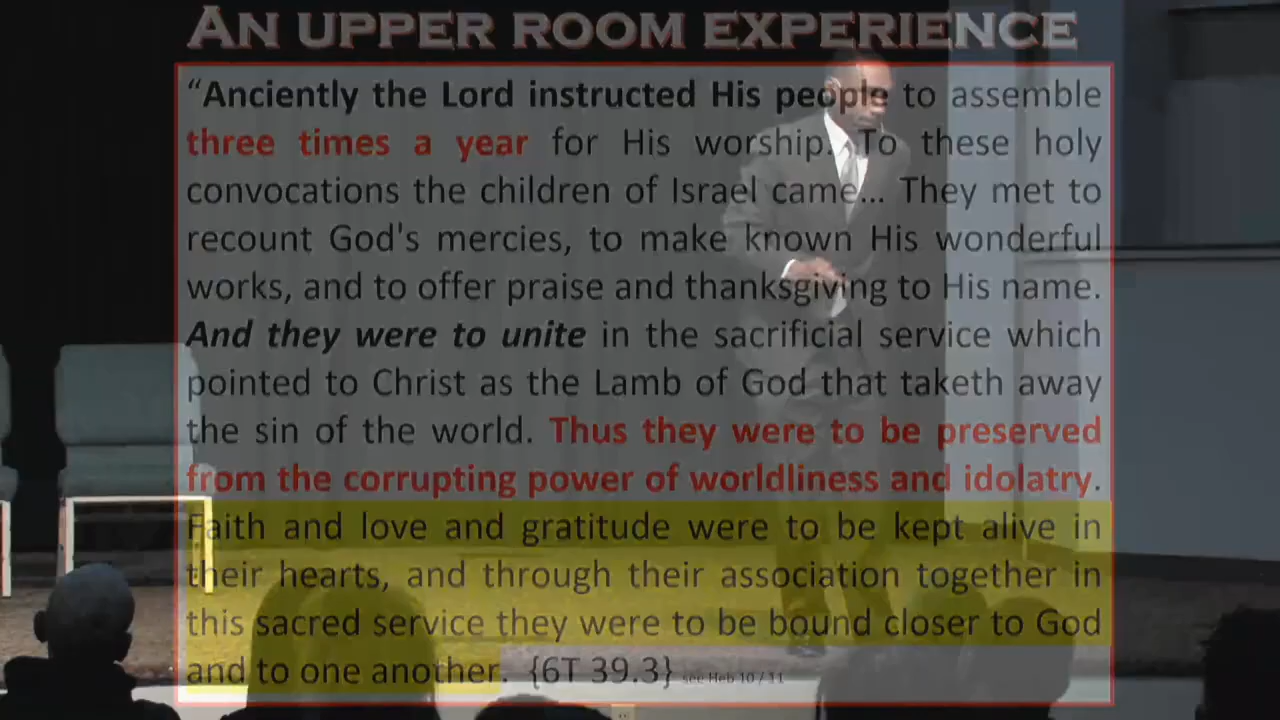 AN UPPER ROOM EXPERIENCE
“Anciently the Lord instructed His people to assemble
three times a year for His worship. To these holy
convocations the children of Israel came... They met to
recount God's mercies, to make known His wonderful
works, and to offer praise and thanksgiving to His name.
And they were to unite in the sacrificial service which
pointed to Christ as the Lamb of God that taketh away
the sin of the world. Thus they were to be preserved
from the corrupting power of worldliness and idolatry.
Faith and love and gratitude were to be kept alive in
their hearts, and through their association together in
this sacred service they were to be bound closer to God
and to one another. {6T 39.3} see Heb 10 / 11